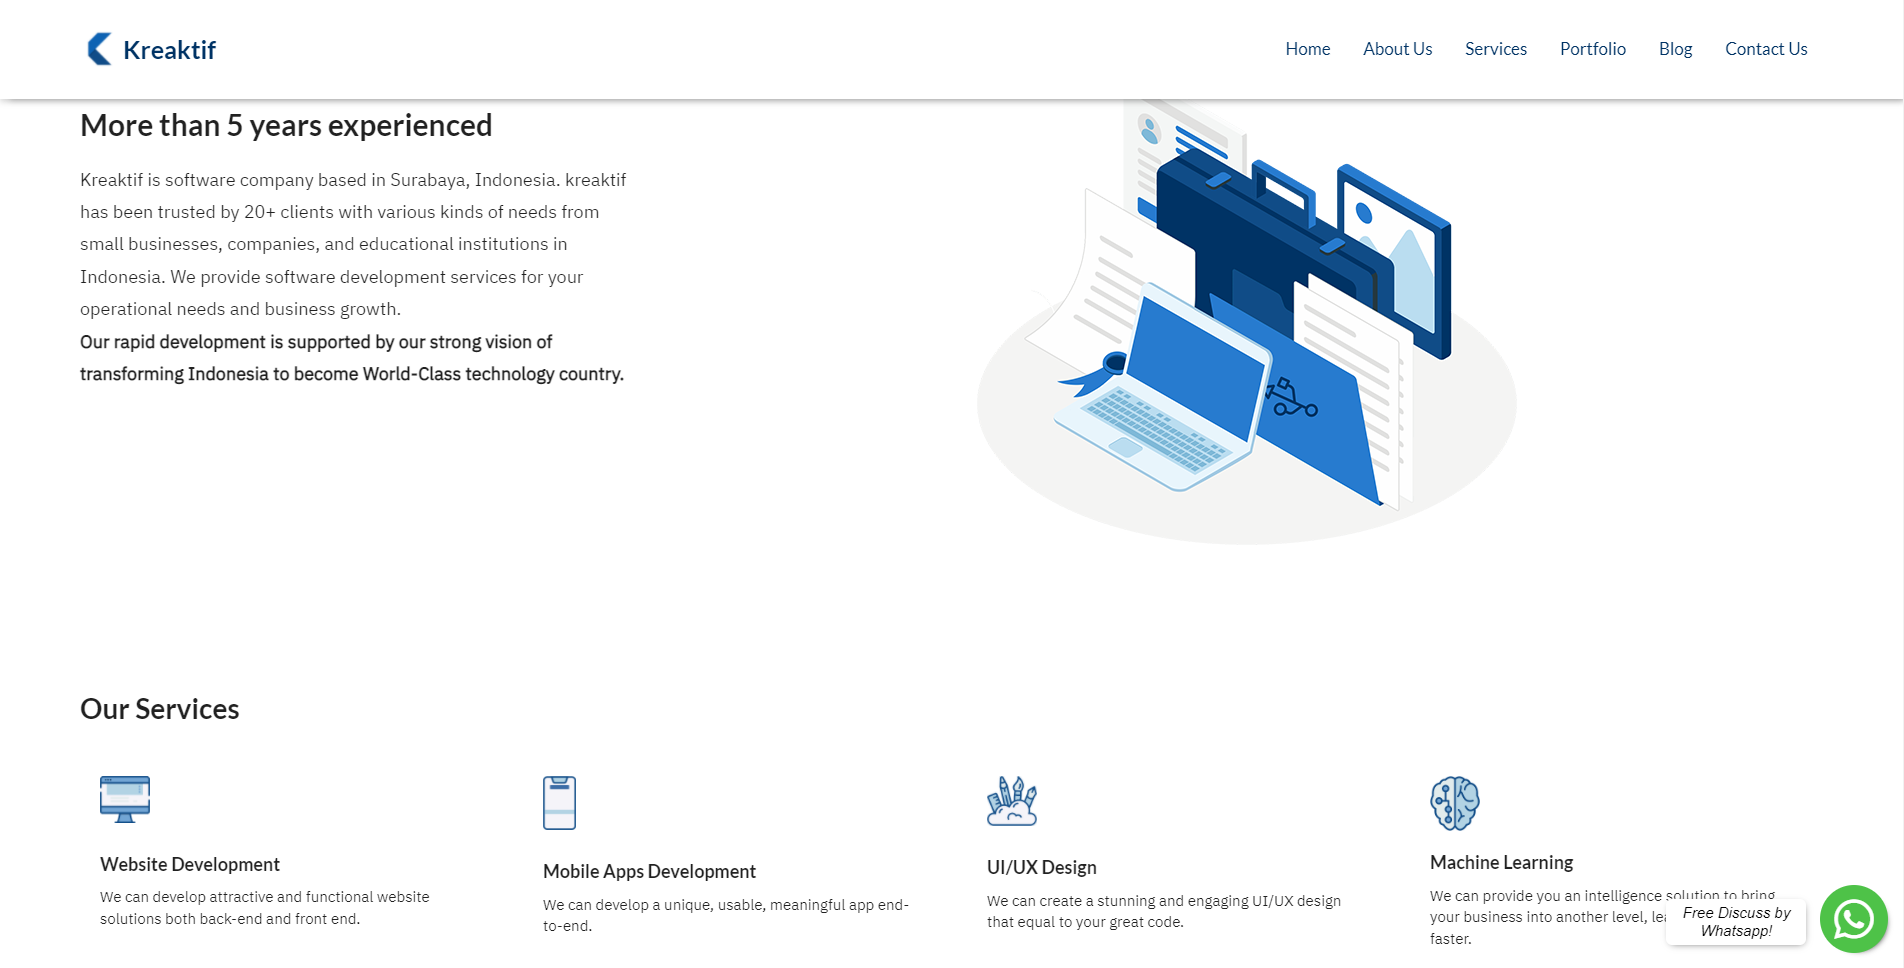 Kreaktif
Home About Us Services Portfolio Blog Contact Us
More than 5 years experienced
Kreaktif is software company based in Surabaya, Indonesia. kreaktif
has been trusted by 20+ clients with various kinds of needs from
small businesses, companies, and educational institutions in
Indonesia. We provide software development services for your
operational needs and business growth.
Our rapid development is supported by our strong vision of
transforming Indonesia to become World-Class technology country.
Our Services
Website Development
We can develop attractive and functional website
solutions both back-end and front end.
Mobile Apps Development
We can develop a unique, usable, meaningful app end-
to-end.
UI/UX Design
We can create a stunning and engaging UI/UX design
that equal to your great code.
Machine Learning
We can provide you an intelligence solution to bring
your business into another level,
faster.
Free Discuss by
Whatsapp!